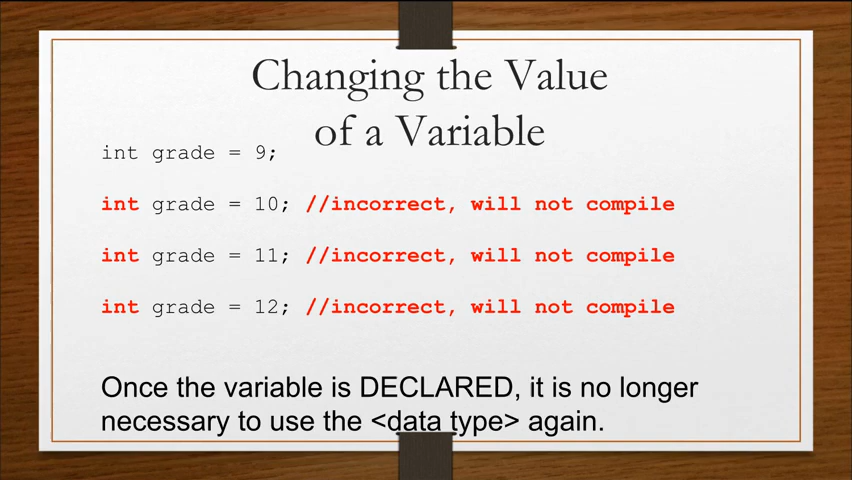 Changing the Value
of a Variable
int grade = 9;
int grade = 10; //incorrect, will not compile
int grade = 11; //incorrect, will not compile
int grade = 12; //incorrect, will not compile
Once the variable is DECLARED, it is no longer
necessary to use the <data type> again.